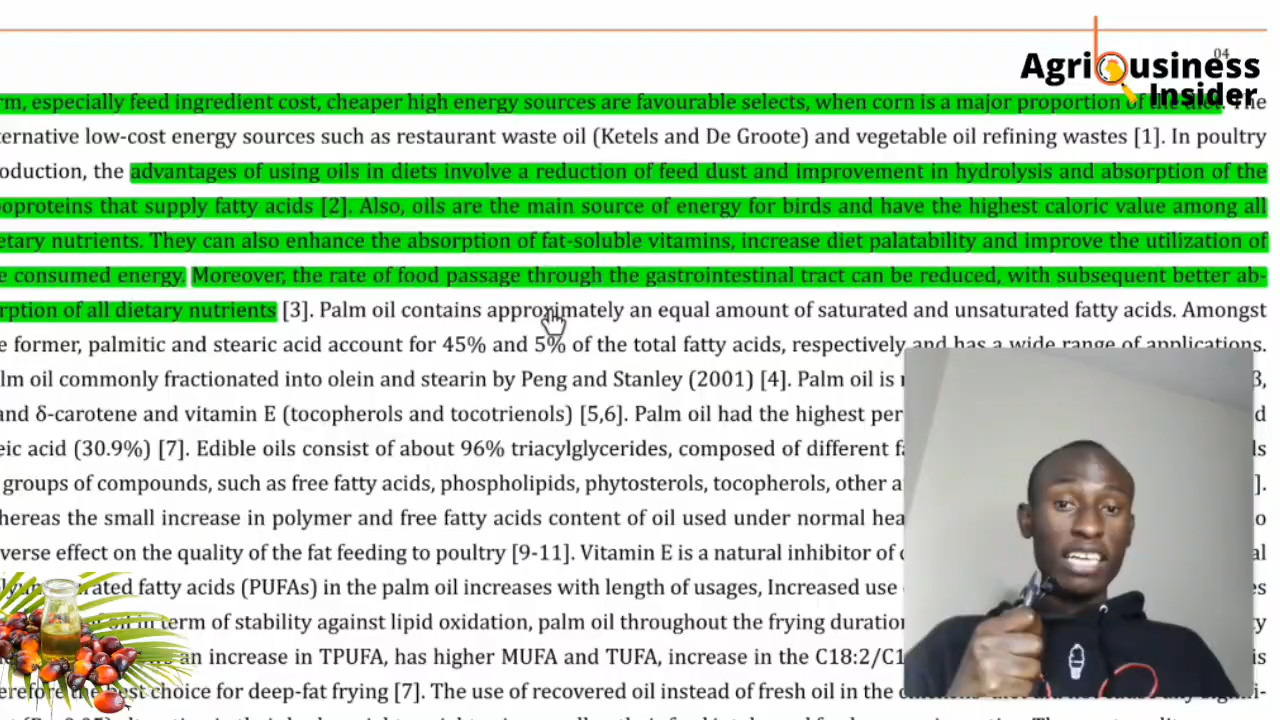 04
Agribusiness
Insider
especially feed ingredient cost, cheaper high energy sources are favourable selects, when corn is a major proportion of the diet. The
low-cost energy sources such as restaurant waste oil (Ketels and De Groote) and vegetable oil refining wastes [1]. In poultry
the advantages of using oils in diets involve a reduction of feed dust and improvement in hydrolysis and absorption of the
that supply fatty acids [2]. Also, oils are the main source of energy for birds and have the highest caloric value among all
nutrients. They can also enhance the absorption of fat-soluble vitamins, increase diet palatability and improve the utilization of
consumed energy. Moreover, the rate of food passage through the gastrointestinal tract can be reduced, with subsequent better ab-
rption of all dietary nutrients [3]. Palm oil contains approximately an equal amount of saturated and unsaturated fatty acids. Amongst
former, palmitic and stearic acid account for 45% and 5% of the total fatty acids, respectively and has a wide range of applications.
lm oil commonly fractionated into olein and stearin by Peng and Stanley (2001) [4]. Palm oil is
and δ-carotene and vitamin E (tocopherols and tocotrienols) [5,6]. Palm oil had the highest
eic acid (30.9%) [7]. Edible oils consist of about 96% triacylglycerides, composed of different
groups of compounds, such as free fatty acids, phospholipids, phytosterols, tocopherols, other
hereas the small increase in polymer and free fatty acids content of oil used under normal
verse effect on the quality of the fat feeding to poultry [9-11]. Vitamin E is a natural inhibitor of
fatty acids (PUFAs) in the palm oil increases with length of usages, Increased use
in term of stability against lipid oxidation, palm oil throughout the frying
an increase in TPUFA, has higher MUFA and TUFA, increase in the C18:2/C1
the best choice for deep-fat frying [7]. The use of recovered oil instead of fresh oil in the